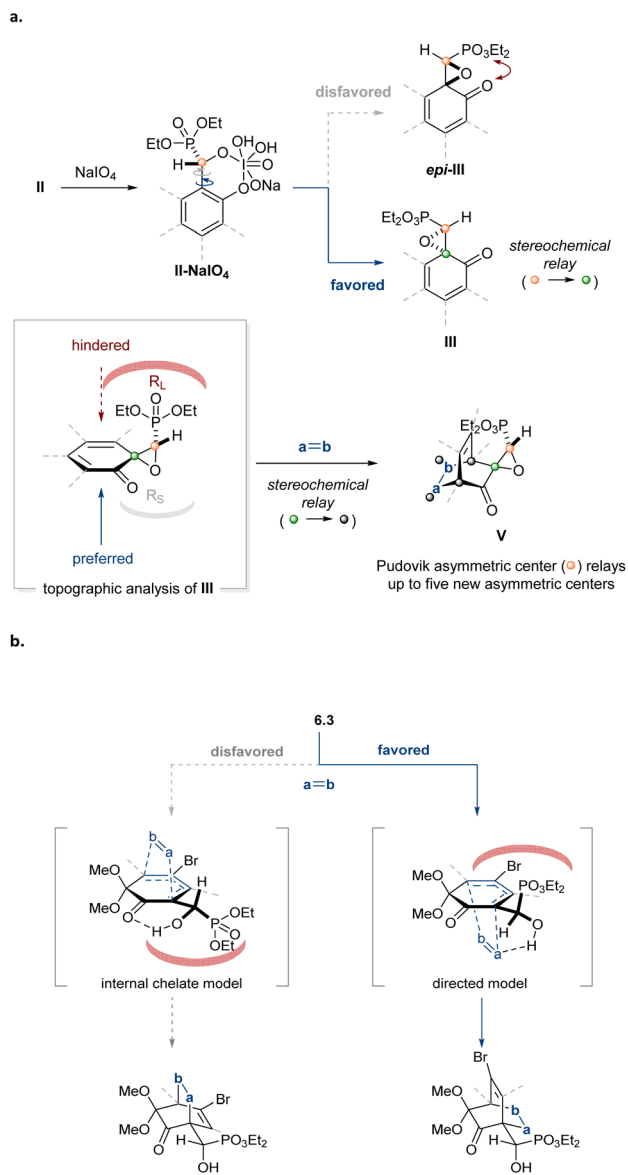 a.
H
PO3Et2
O
O
disfavored
epi-III
OEt
O
EtO
P
OH
OH
H
O
I
O
ONa
O
II
NaIO4
II-NaIO4
Et2O3P
H
O
O
stereochemical
relay
( → )
favored
III
hindered
RL
O
EtO
P
OEt
H
O
O
RS
preferred
topographic analysis of III
a=b
stereochemical
relay
( → )
Et2O3P
H
b
a
O
O
V
Pudovik asymmetric center ( ) relays
up to five new asymmetric centers
b.
6.3
disfavored
favored
a=b
b
a
Br
MeO
MeO
H
O
H
O
P
OEt
O
OEt
internal chelate model
Br
PO3Et2
MeO
MeO
O
H
O
b
a
H
directed model
b
a
MeO
Br
MeO
O
H
PO3Et2
OH
Br
MeO
b
MeO
a
O
H
PO3Et2
OH